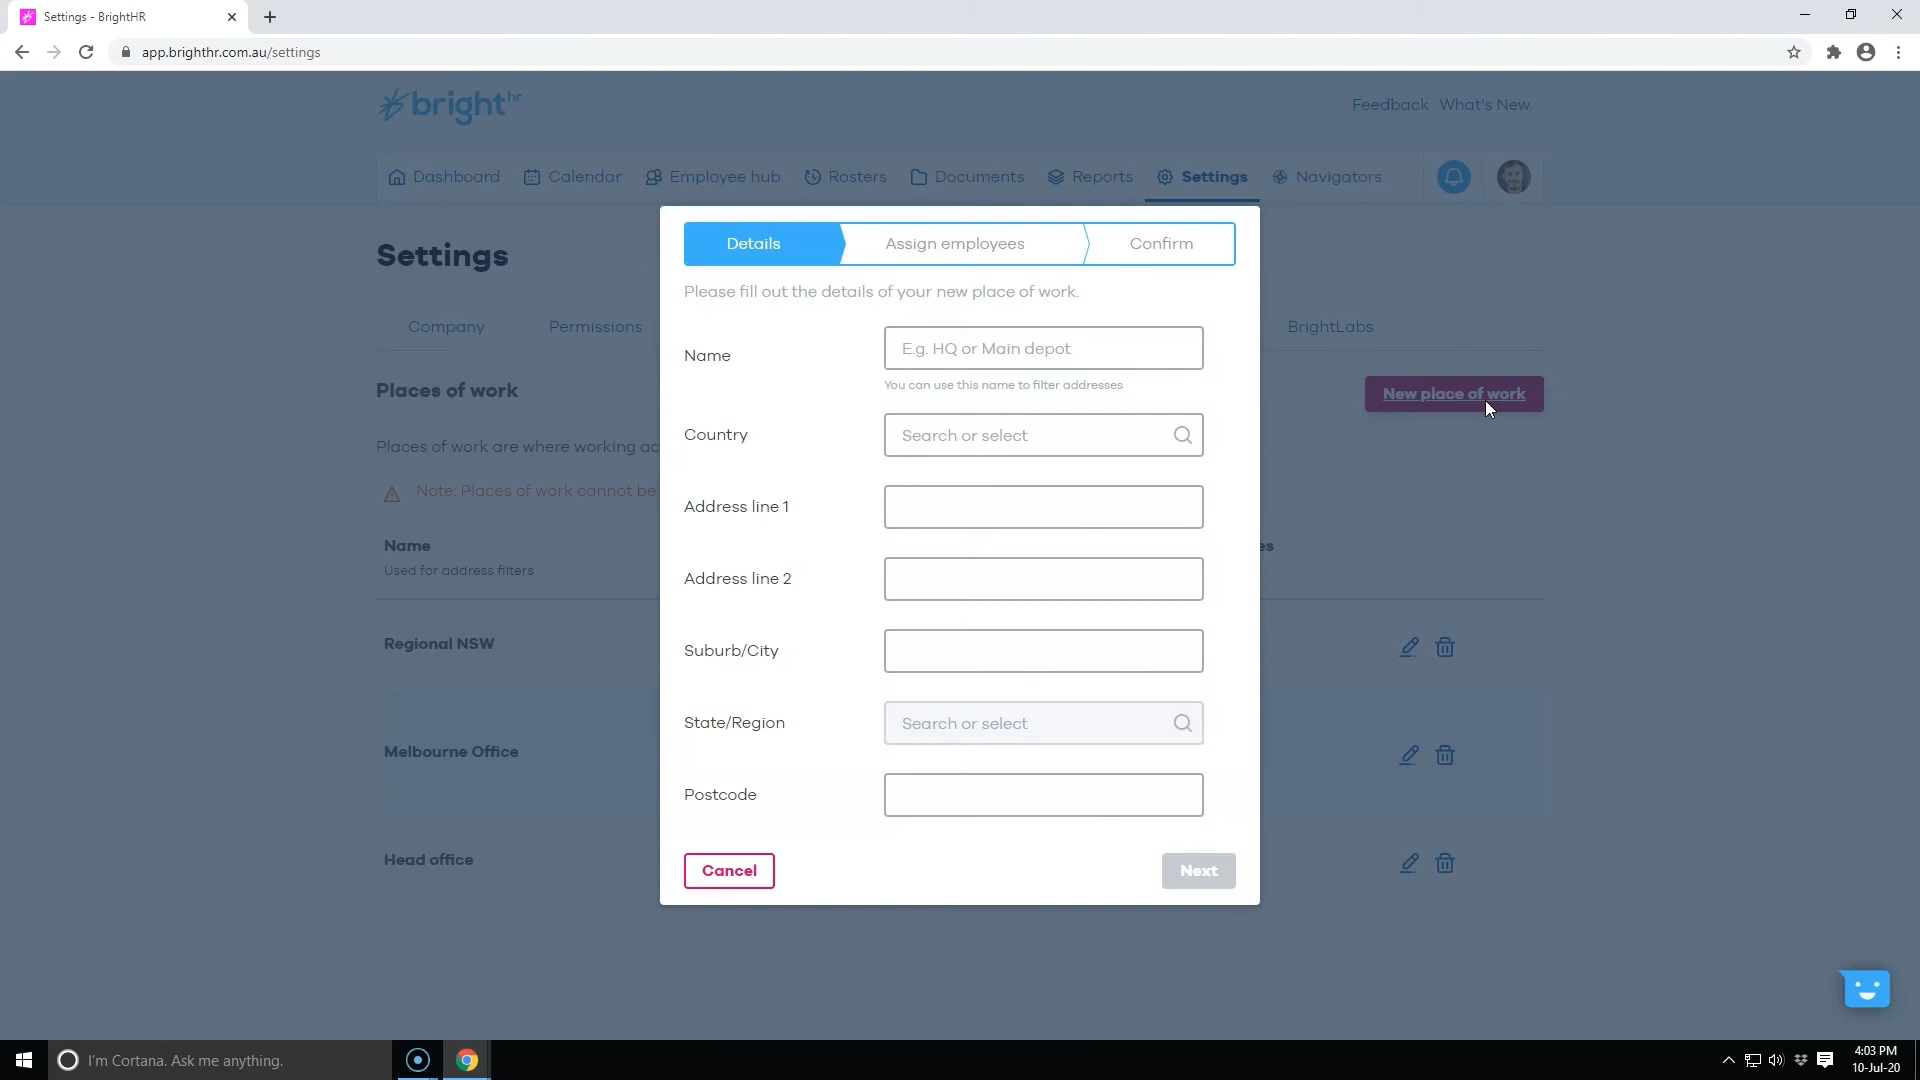 Settings - BrightHR
app.brighthr.com.au/settings
bright hr
Feedback What's New
Dashboard Calendar Employee hub Rosters Documents Reports Settings Navigators
Settings
Company Permissions BrightLabs
Places of work
New place of work
Places of work are where working
Note: Places of work cannot be
Name
Used for address filters
Regional NSW
Melbourne Office
Head office
Details Assign employees Confirm
Please fill out the details of your new place of work.
Name E.g. HQ or Main depot
You can use this name to filter addresses
Country Search or select
Address line 1
Address line 2
Suburb/City
State/Region Search or select
Postcode
Cancel Next
I'm Cortana. Ask me anything.
4:03 PM
10-Jul-20